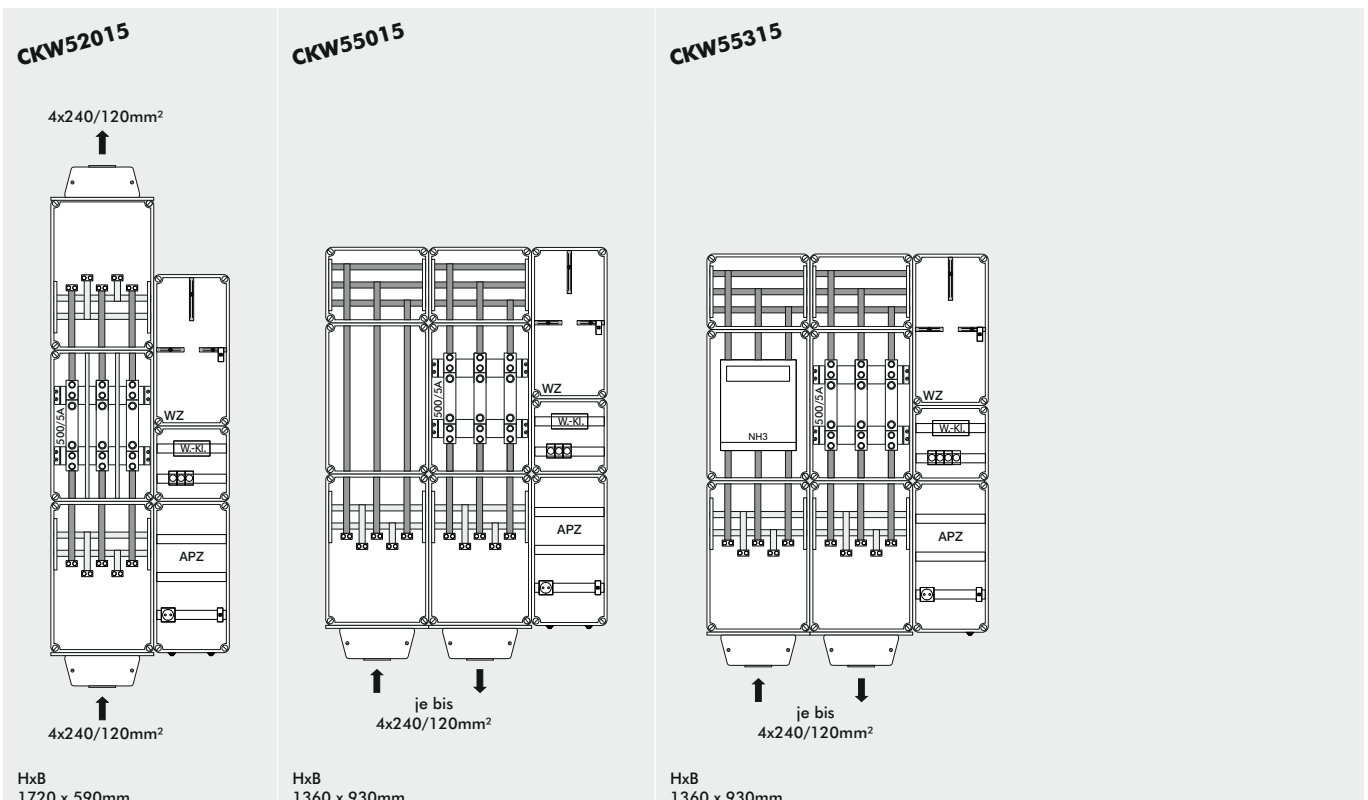 CKW52015
4x240/120mm²
500/5A
WZ
W.-Kl.
APZ
4x240/120mm²
HxB
1720 x 590mm
CKW55015
500/5A
WZ
W.-Kl.
APZ
je bis
4x240/120mm²
HxB
1360 x 930mm
CKW55315
NH3
500/5A
WZ
W.-Kl.
APZ
je bis
4x240/120mm²
HxB
1360 x 930mm